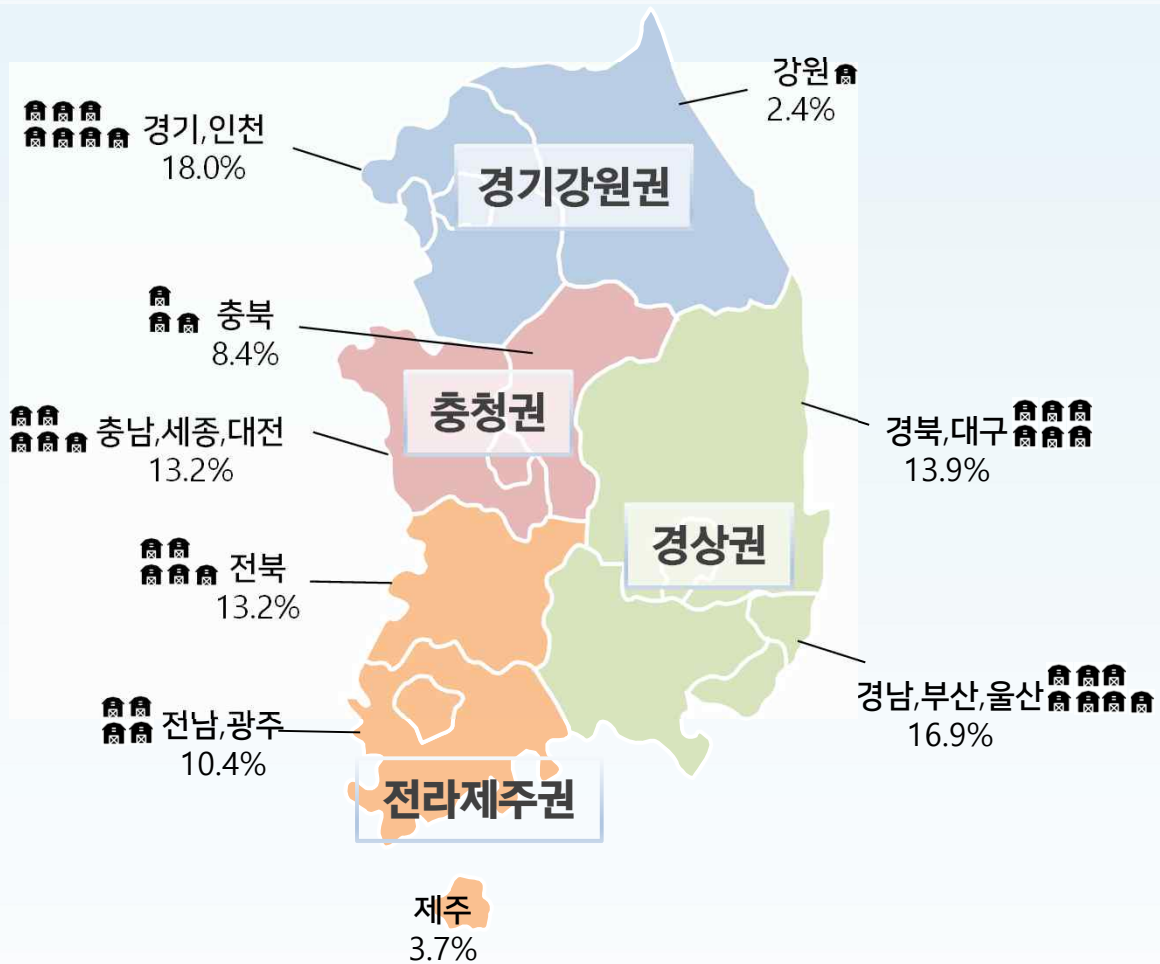 강원
2.4%
경기,인천
18.0%
경기강원권
충북
8.4%
충청권
충남,세종,대전
13.2%
경북,대구
13.9%
경상권
전북
13.2%
경남,부산,울산
16.9%
전남,광주
10.4%
전라제주권
제주
3.7%